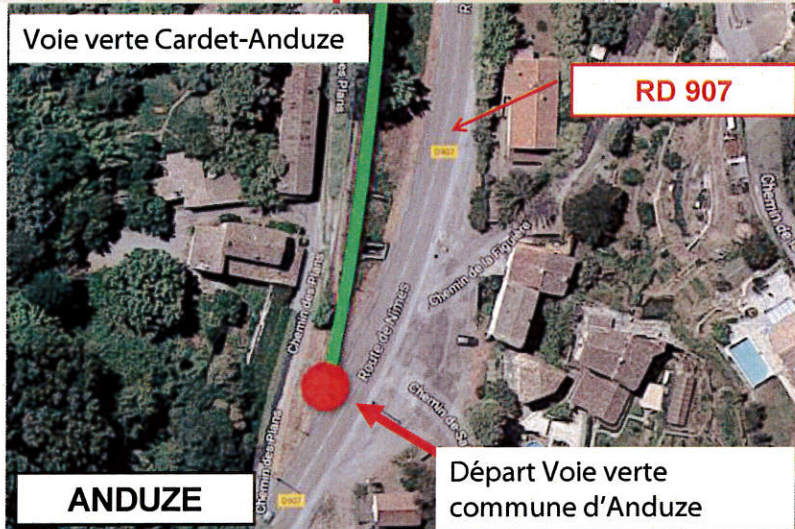 Voie verte Cardet-Anduze
RD 907
D907
Chemin de la Figuière
Chemin des Plans
Route de Nîmes
Chemin des Plans
D907
ANDUZE
Départ Voie verte
commune d'Anduze